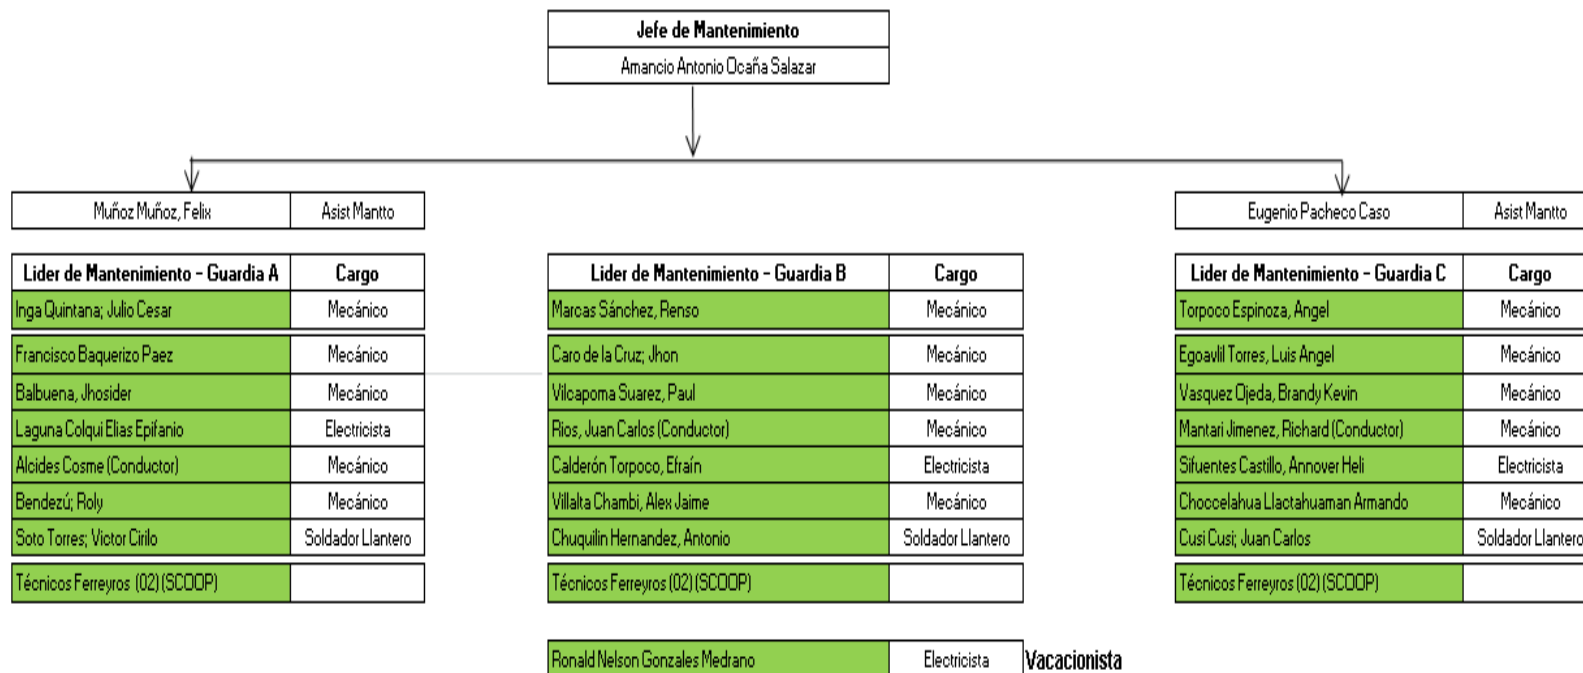 Jefe de Mantenimiento
Amancio Antonio Ocaña Salazar
Muñoz Muñoz, Felix Asist Mantto
Eugenio Pacheco Caso Asist Mantto
Lider de Mantenimiento - Guardia A Cargo
Inga Quintana; Julio Cesar Mecánico
Francisco Baquerizo Paez Mecánico
Balbuena, Jhosider Mecánico
Laguna Colqui Elias Epifanio Electricista
Alcides Cosme (Conductor) Mecánico
Bendezú; Roly Mecánico
Soto Torres; Victor Cirilo Soldador Llantero
Técnicos Ferreyros (02) (SCOOP)
Lider de Mantenimiento - Guardia B Cargo
Marcas Sánchez, Renso Mecánico
Caro de la Cruz; Jhon Mecánico
Vilcapoma Suarez, Paul Mecánico
Rios, Juan Carlos (Conductor) Mecánico
Calderón Torpoco, Efraín Electricista
Villalta Chambi, Alex Jaime Mecánico
Chuquilin Hernandez, Antonio Soldador Llantero
Técnicos Ferreyros (02) (SCOOP)
Ronald Nelson Gonzales Medrano Electricista Vacacionista
Lider de Mantenimiento - Guardia C Cargo
Torpoco Espinoza, Angel Mecánico
Egoavlil Torres, Luis Angel Mecánico
Vasquez Ojeda, Brandy Kevin Mecánico
Mantari Jimenez, Richard (Conductor) Mecánico
Sifuentes Castillo, Annover Heli Electricista
Choccelahua Llactahuaman Armando Mecánico
Cusi Cusi; Juan Carlos Soldador Llantero
Técnicos Ferreyros (02) (SCOOP)